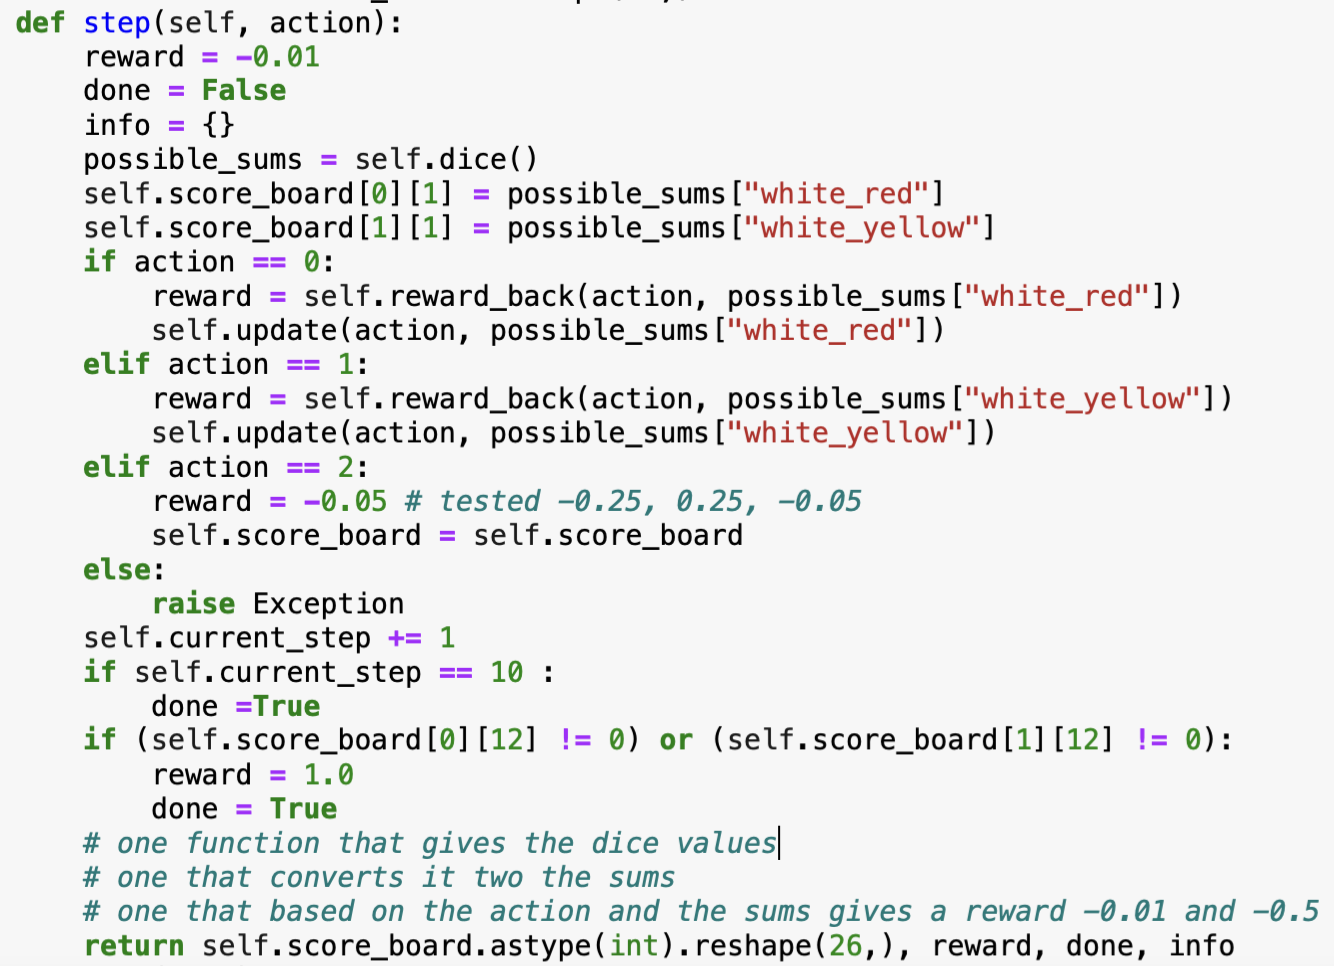 def step(self, action):
    reward = -0.01
    done = False
    info = {}
    possible_sums = self.dice()
    self.score_board[0][1] = possible_sums["white_red"]
    self.score_board[1][1] = possible_sums["white_yellow"]
    if action == 0:
        reward = self.reward_back(action, possible_sums["white_red"])
        self.update(action, possible_sums["white_red"])
    elif action == 1:
        reward = self.reward_back(action, possible_sums["white_yellow"])
        self.update(action, possible_sums["white_yellow"])
    elif action == 2:
        reward = -0.05 # tested -0.25, 0.25, -0.05
        self.score_board = self.score_board
    else:
        raise Exception
    self.current_step += 1
    if self.current_step == 10 :
        done =True
    if (self.score_board[0][12] != 0) or (self.score_board[1][12] != 0):
        reward = 1.0
        done = True
    # one function that gives the dice values
    # one that converts it two the sums
    # one that based on the action and the sums gives a reward -0.01 and -0.5
    return self.score_board.astype(int).reshape(26,), reward, done, info